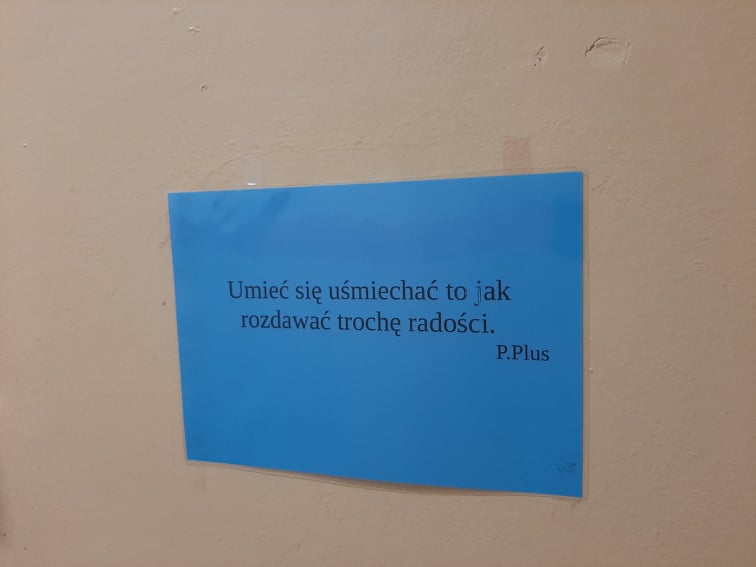 Umieć się uśmiechać to jak
rozdawać trochę radości.
P.Plus